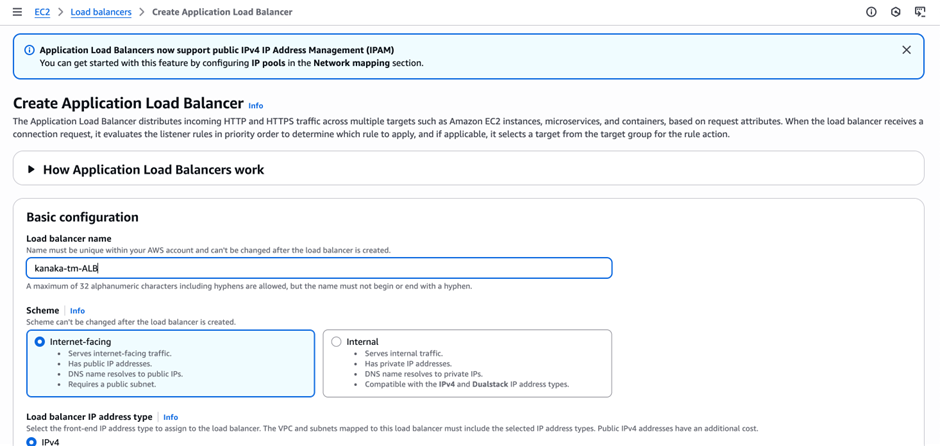 EC2 > Load balancers > Create Application Load Balancer
Application Load Balancers now support public IPv4 IP Address Management (IPAM)
You can get started with this feature by configuring IP pools in the Network mapping section.
Create Application Load Balancer Info
The Application Load Balancer distributes incoming HTTP and HTTPS traffic across multiple targets such as Amazon EC2 instances, microservices, and containers, based on request attributes. When the load balancer receives a
connection request, it evaluates the listener rules in priority order to determine which rule to apply, and if applicable, it selects a target from the target group for the rule action.
How Application Load Balancers work
Basic configuration
Load balancer name
Name must be unique within your AWS account and can't be changed after the load balancer is created.
kanaka-tm-ALB
A maximum of 32 alphanumeric characters including hyphens are allowed, but the name must not begin or end with a hyphen.
Scheme Info
Scheme can't be changed after the load balancer is created.
Internet-facing
• Serves internet-facing traffic.
• Has public IP addresses.
• DNS name resolves to public IPs.
• Requires a public subnet.
Internal
• Serves internal traffic.
• Has private IP addresses.
• DNS name resolves to private IPs.
• Compatible with the IPv4 and Dualstack IP address types.
Load balancer IP address type Info
Select the front-end IP address type to assign to the load balancer. The VPC and subnets mapped to this load balancer must include the selected IP address types. Public IPv4 addresses have an additional cost.
IPv4